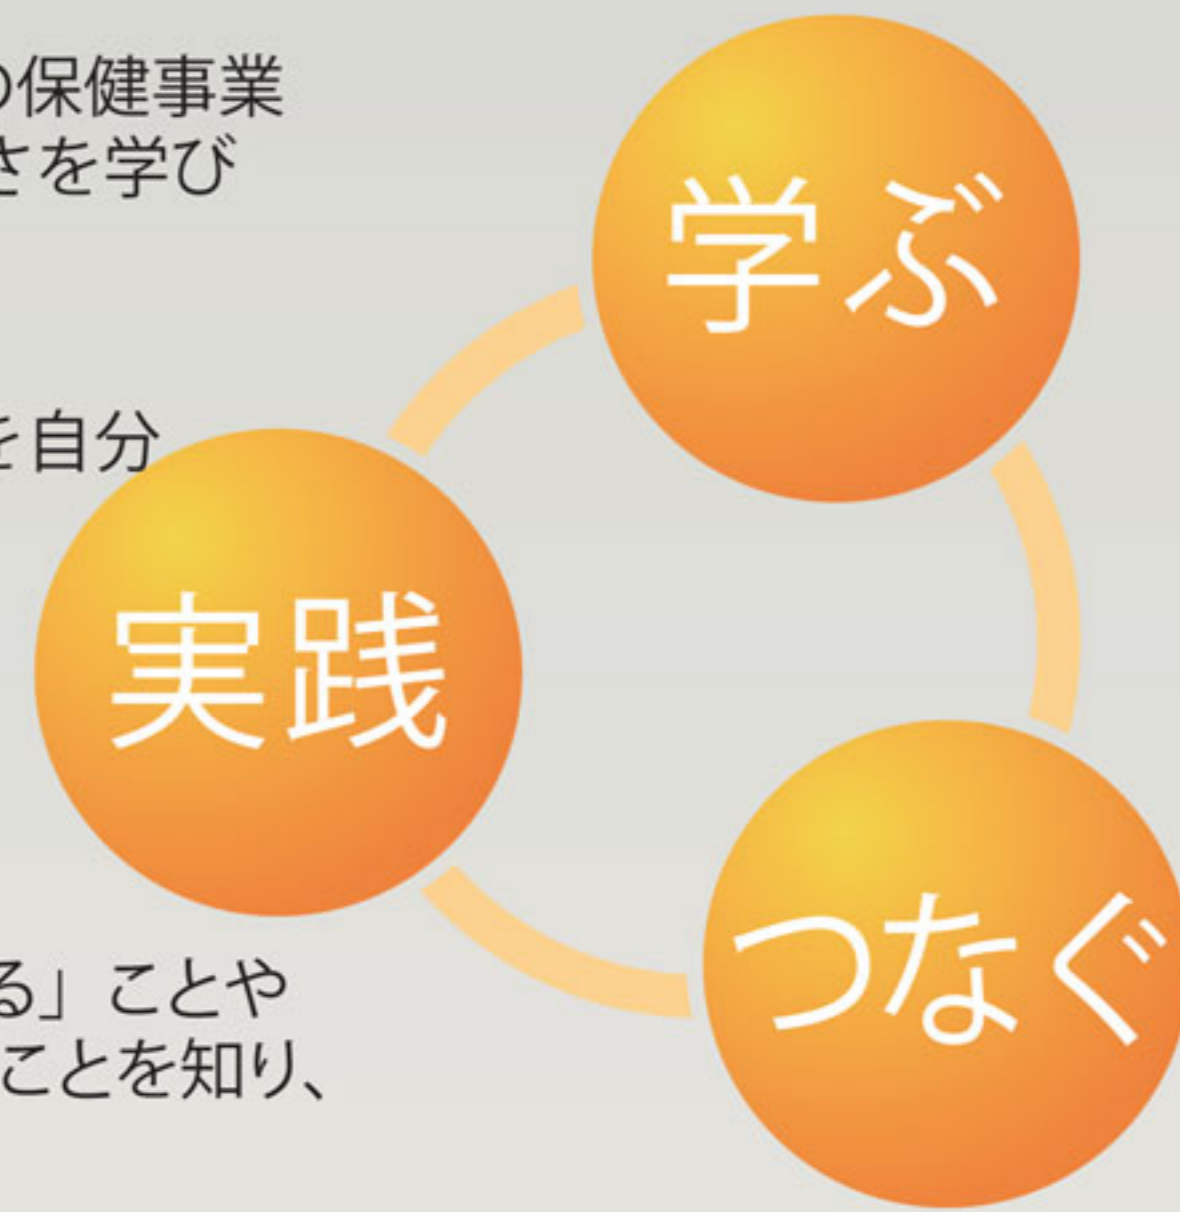 の保健事業
さを学び
を自分
る」ことや
ことを知り、
学ぶ
実践
つなぐ